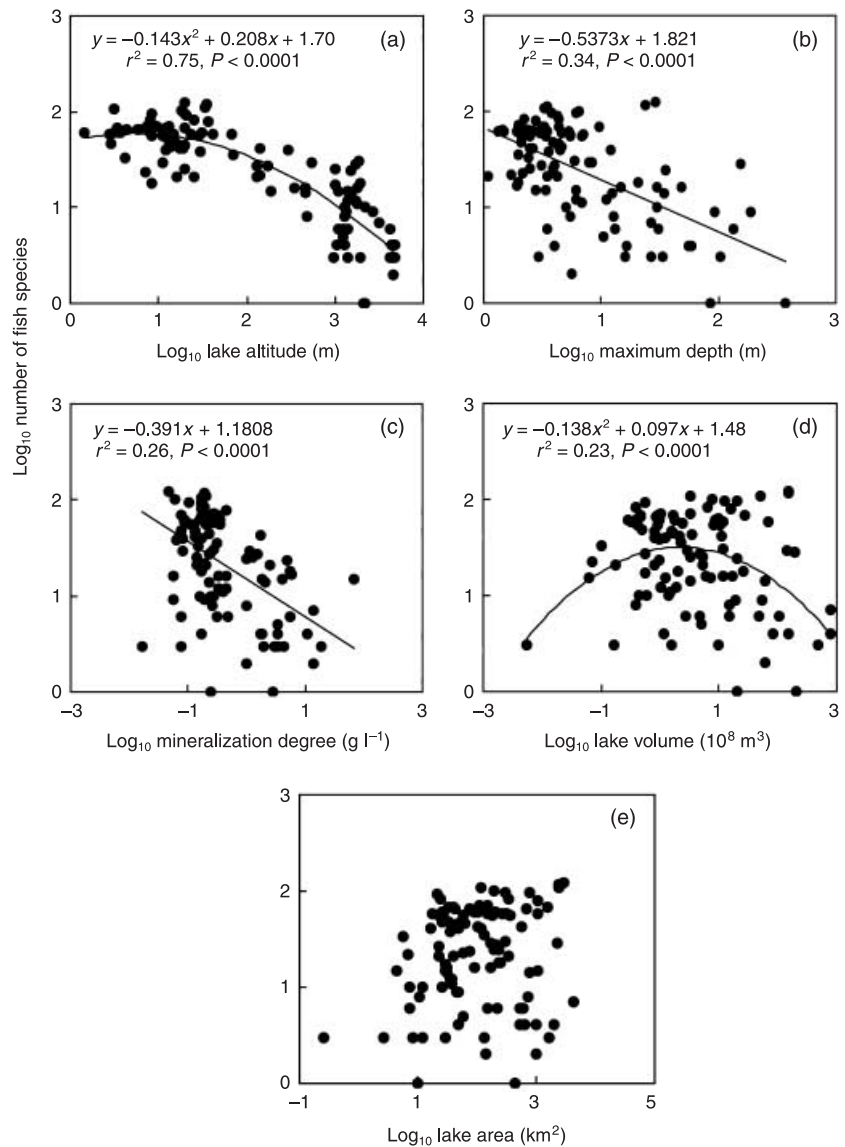 y = −0.143x² + 0.208x + 1.70
r² = 0.75, P < 0.0001
(a)
3
2
1
0
0
1
2
3
4
Log₁₀ lake altitude (m)
y = −0.5373x + 1.821
r² = 0.34, P < 0.0001
(b)
3
2
1
0
0
1
2
3
Log₁₀ maximum depth (m)
Log₁₀ number of fish species
y = −0.391x + 1.1808
r² = 0.26, P < 0.0001
(c)
3
2
1
0
−3
−1
1
3
Log₁₀ mineralization degree (g l⁻¹)
y = −0.138x² + 0.097x + 1.48
r² = 0.23, P < 0.0001
(d)
3
2
1
0
−3
−1
1
3
Log₁₀ lake volume (10⁸ m³)
(e)
3
2
1
0
−1
1
3
5
Log₁₀ lake area (km²)